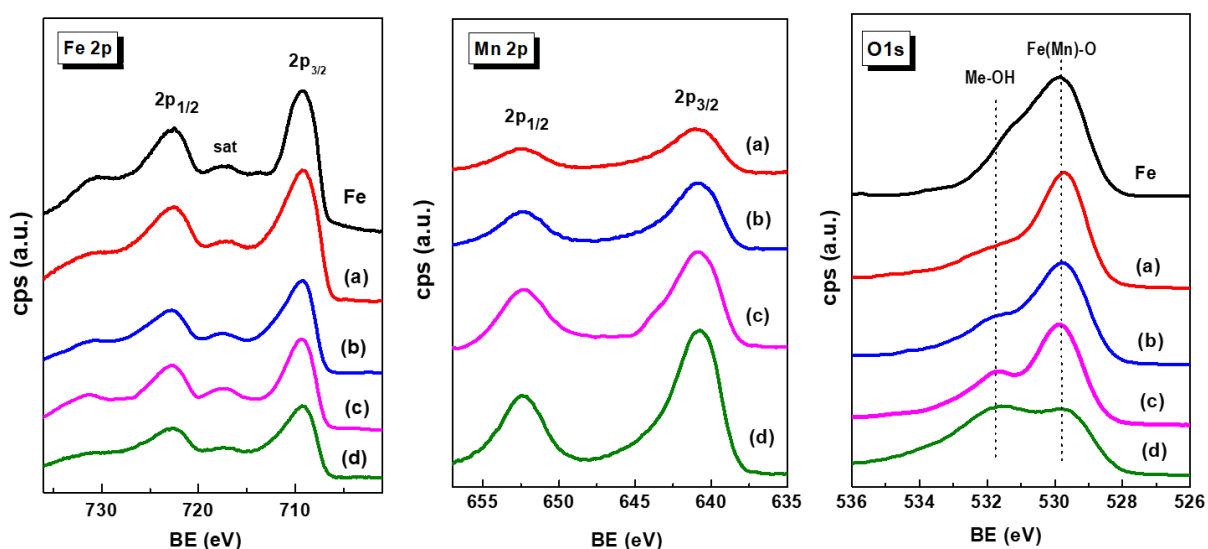 Fe 2p
2p3/2
2p1/2
sat
Fe
(a)
(b)
(c)
(d)
cps (a.u.)
730 720 710
BE (eV)
Mn 2p
2p3/2
2p1/2
(a)
(b)
(c)
(d)
cps (a.u.)
655 650 645 640 635
BE (eV)
O1s
Fe(Mn)-O
Me-OH
Fe
(a)
(b)
(c)
(d)
cps (a.u.)
536 534 532 530 528 526
BE (eV)